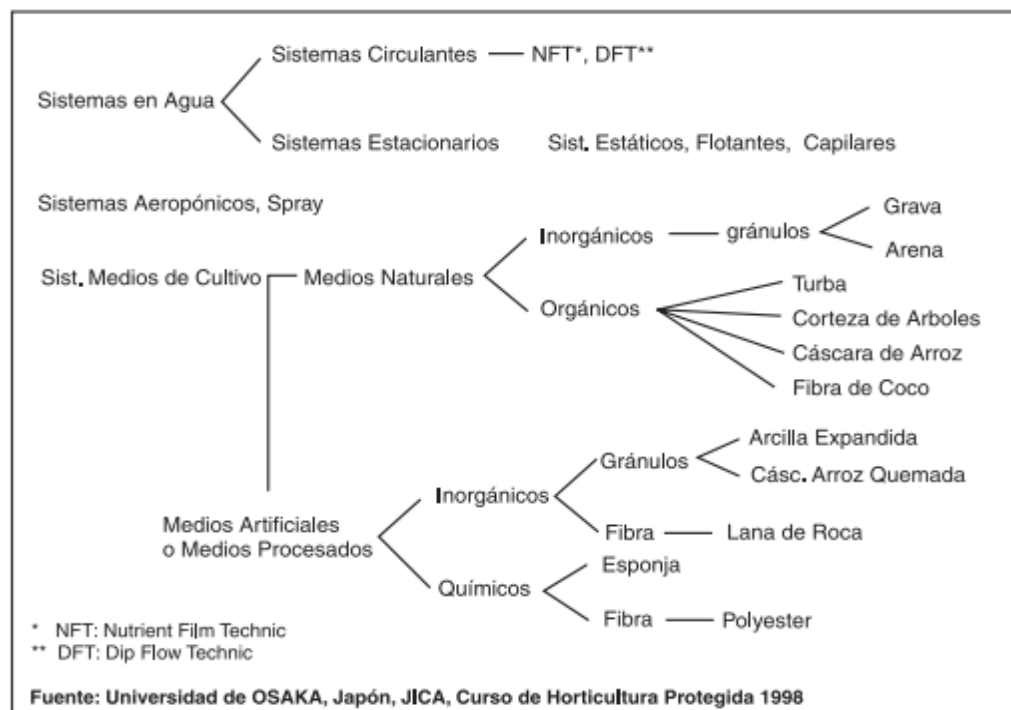 Sistemas Circulantes NFT*, DFT**
Sistemas en Agua
Sistemas Estacionarios Sist. Estáticos, Flotantes, Capilares
Sistemas Aeropónicos, Spray
Grava
Inorgánicos gránulos
Arena
Sist. Medios de Cultivo Medios Naturales
Turba
Orgánicos
Corteza de Arboles
Cáscara de Arroz
Fibra de Coco
Arcilla Expandida
Gránulos
Cásc. Arroz Quemada
Inorgánicos
Medios Artificiales
o Medios Procesados
Fibra Lana de Roca
Esponja
Químicos
Fibra Polyester
* NFT: Nutrient Film Technic
** DFT: Dip Flow Technic
Fuente: Universidad de OSAKA, Japón, JICA, Curso de Horticultura Protegida 1998